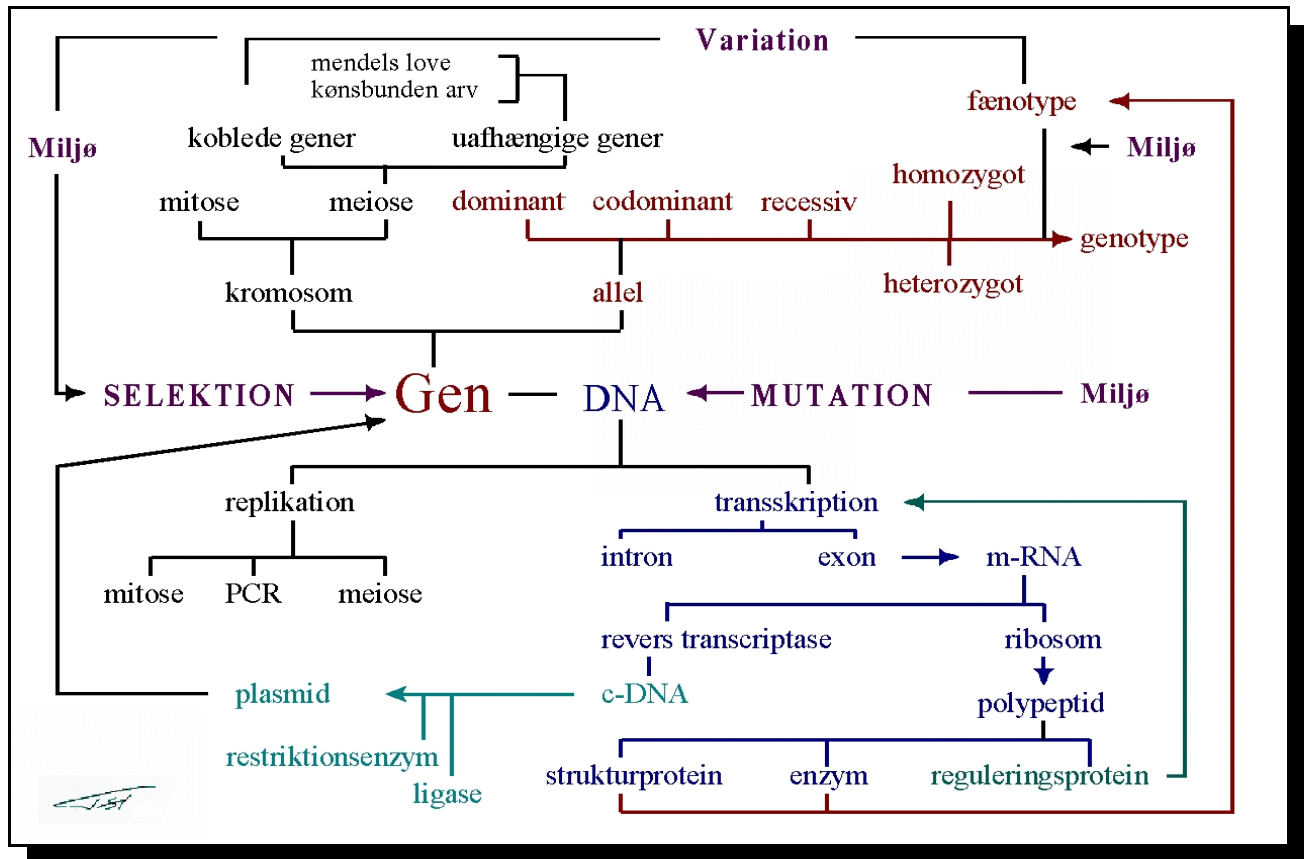 Variation
mendels love
kønsbunden arv
fænotype
koblede gener
uafhængige gener
Miljø
Miljø
homozygot
mitose
meiose
dominant
codominant
recessiv
genotype
kromosom
allel
heterozygot
SELEKTION
Gen
DNA
MUTATION
Miljø
replikation
transskription
intron
exon
m-RNA
mitose
PCR
meiose
revers transcriptase
ribosom
plasmid
c-DNA
polypeptid
restriktionsenzym
strukturprotein
enzym
reguleringsprotein
ligase